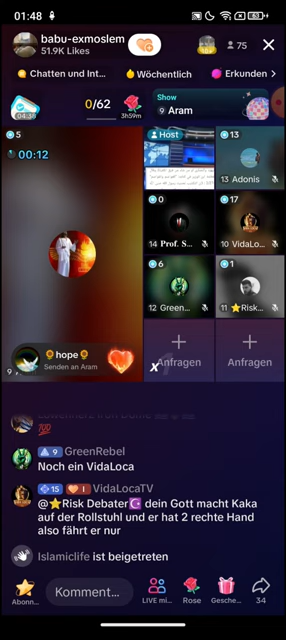 01:48
63
babu-exmoslem
51.9K Likes
75
Chatten und Int...
Wöchentlich
Erkunden
04:39
0/62
3h59m
Show
9 Aram
5
00:12
Host
13
13 Adonis
0
14 Prof. S...
17
10 VidaLo...
6
12 Green...
1
11 ⭐Risk...
🌻hope🌻
Senden an Aram
9
x
Anfragen
Anfragen
💯
9 GreenRebel
Noch ein VidaLoca
15 1 VidaLocaTV
@⭐Risk Debater☪️ dein Gott macht Kaka
auf der Rollstuhl und er hat 2 rechte Hand
also fährt er nur
Islamiclife ist beigetreten
Abonn...
Komment...
LIVE mi...
Rose
Gesche...
34